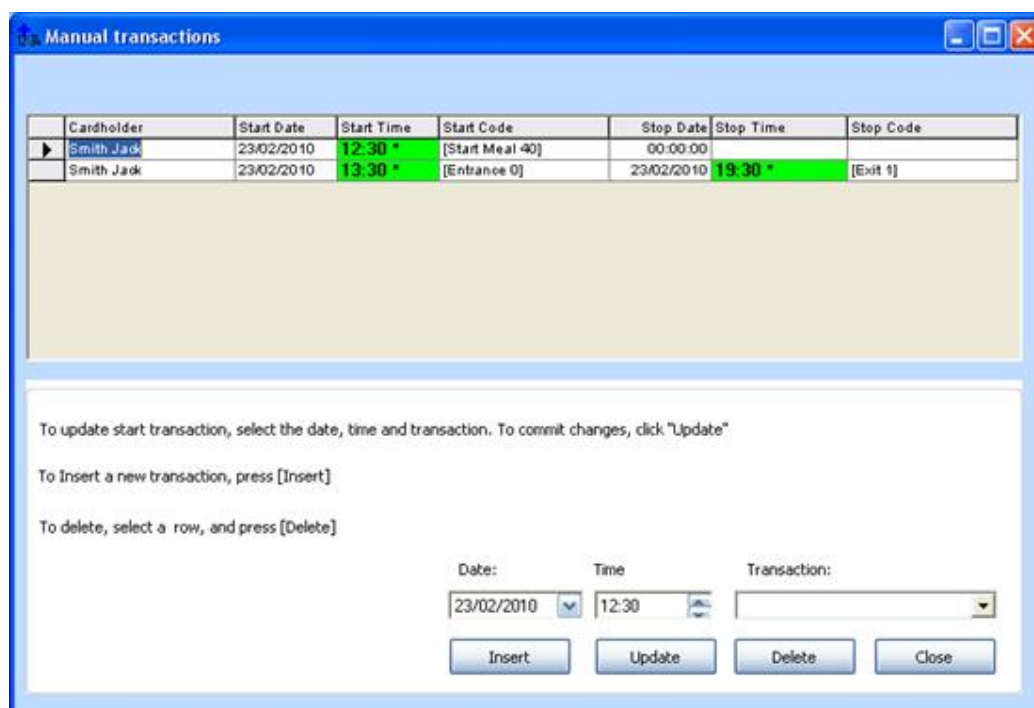 Manual transactions
Cardholder Start Date Start Time Start Code Stop Date Stop Time Stop Code
Smith Jack 23/02/2010 12:30 * [Start Meal 40] 00:00:00
Smith Jack 23/02/2010 13:30 * [Entrance 0] 23/02/2010 19:30 * [Exit 1]
To update start transaction, select the date, time and transaction. To commit changes, click "Update"
To Insert a new transaction, press [Insert]
To delete, select a row, and press [Delete]
Date: Time Transaction:
23/02/2010 12:30
Insert Update Delete Close